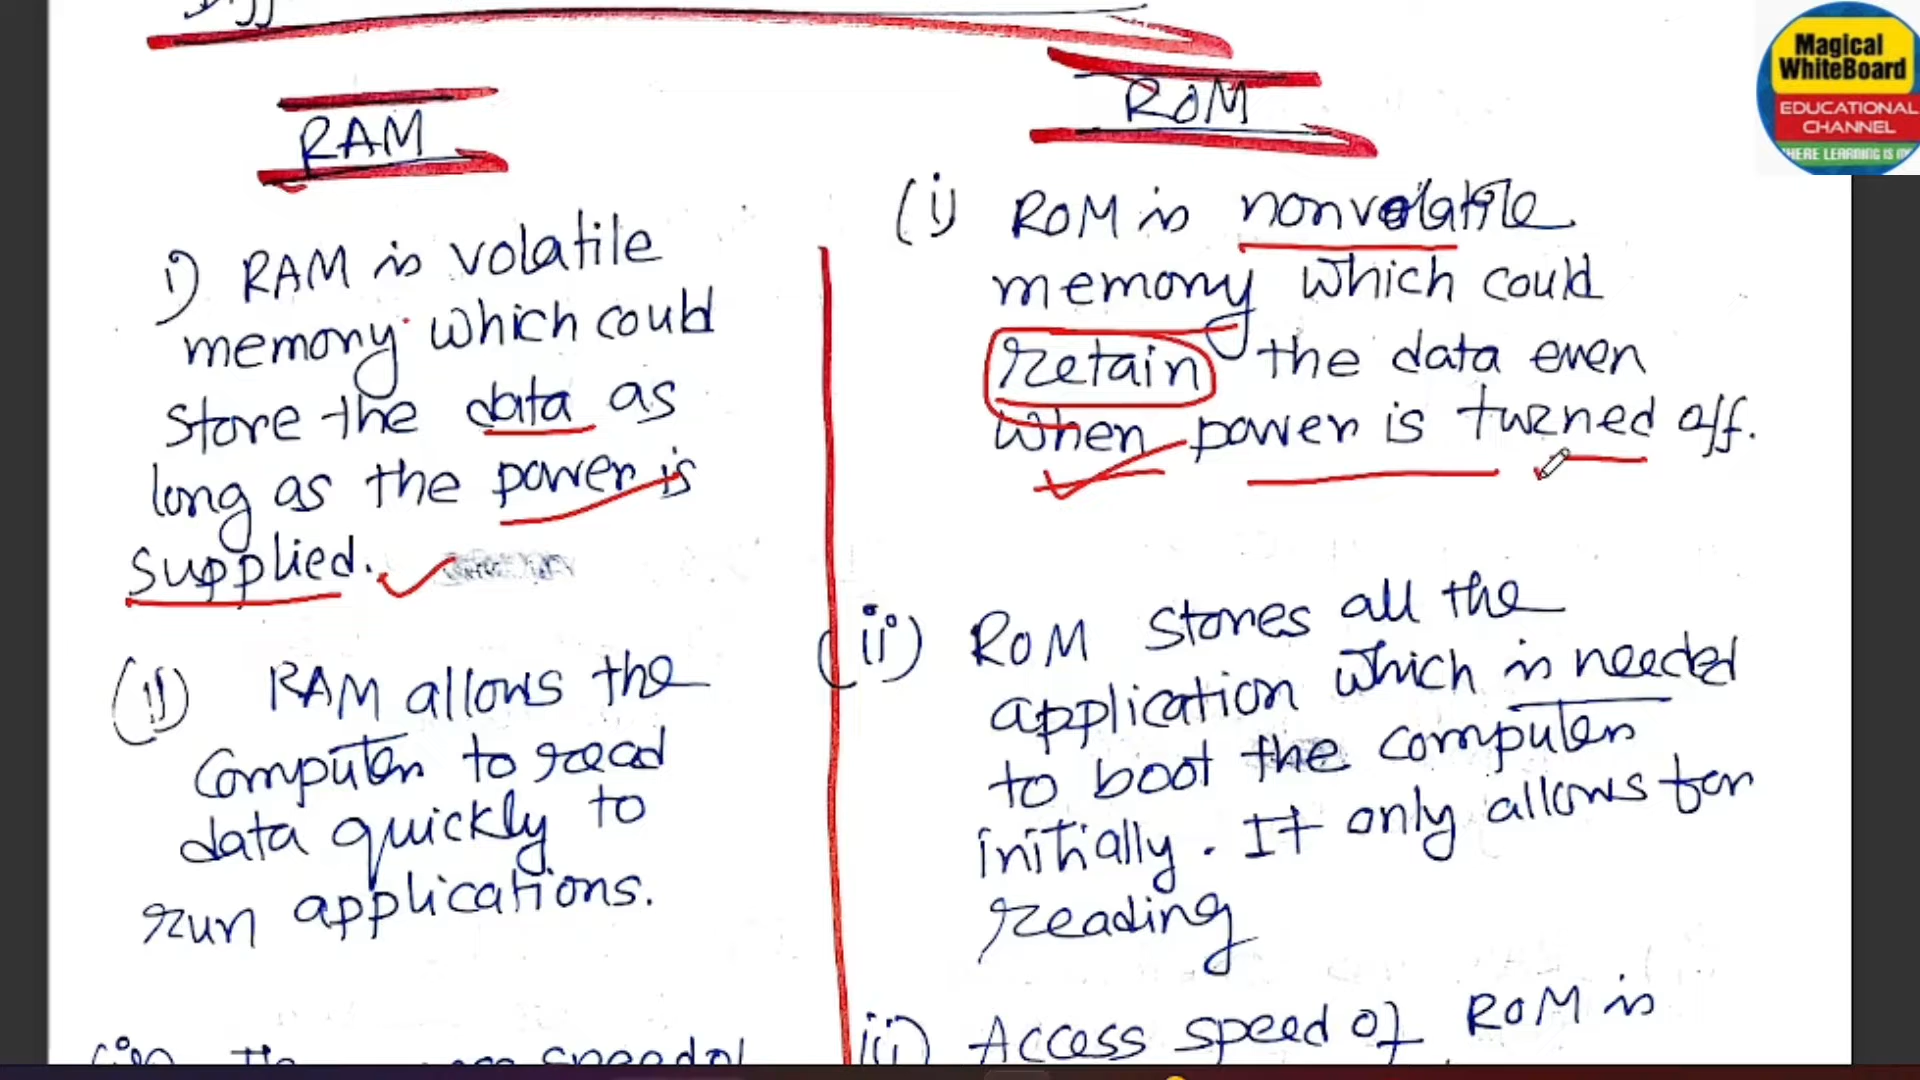 RAM
i) RAM is volatile
memory which could
store the data as
long as the power is
supplied.
(ii) RAM allows the
computer to read
data quickly to
run applications.
ROM
(i) ROM is nonvolatile
memory which could
retain the data even
when power is turned off.
(ii) ROM stores all the
application which is needed
to boot the computer
initially. It only allows for
reading
iii) Access speed of ROM is
Magical
WhiteBoard
EDUCATIONAL
CHANNEL
HERE LEARNING IS